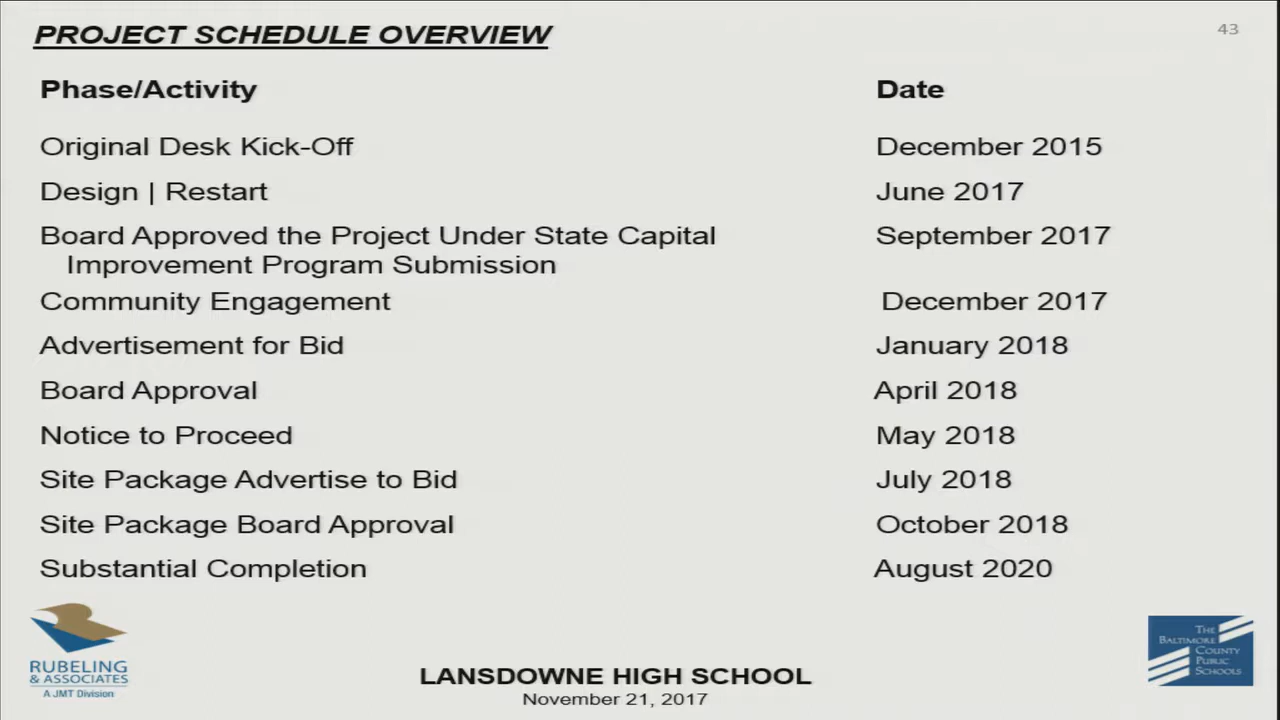 PROJECT SCHEDULE OVERVIEW
43
Phase/Activity Date
Original Desk Kick-Off December 2015
Design | Restart June 2017
Board Approved the Project Under State Capital September 2017
Improvement Program Submission
Community Engagement December 2017
Advertisement for Bid January 2018
Board Approval April 2018
Notice to Proceed May 2018
Site Package Advertise to Bid July 2018
Site Package Board Approval October 2018
Substantial Completion August 2020
RUBELING
& ASSOCIATES
A JMT Division
LANSDOWNE HIGH SCHOOL
November 21, 2017
THE
BALTIMORE
COUNTY
PUBLIC
SCHOOLS